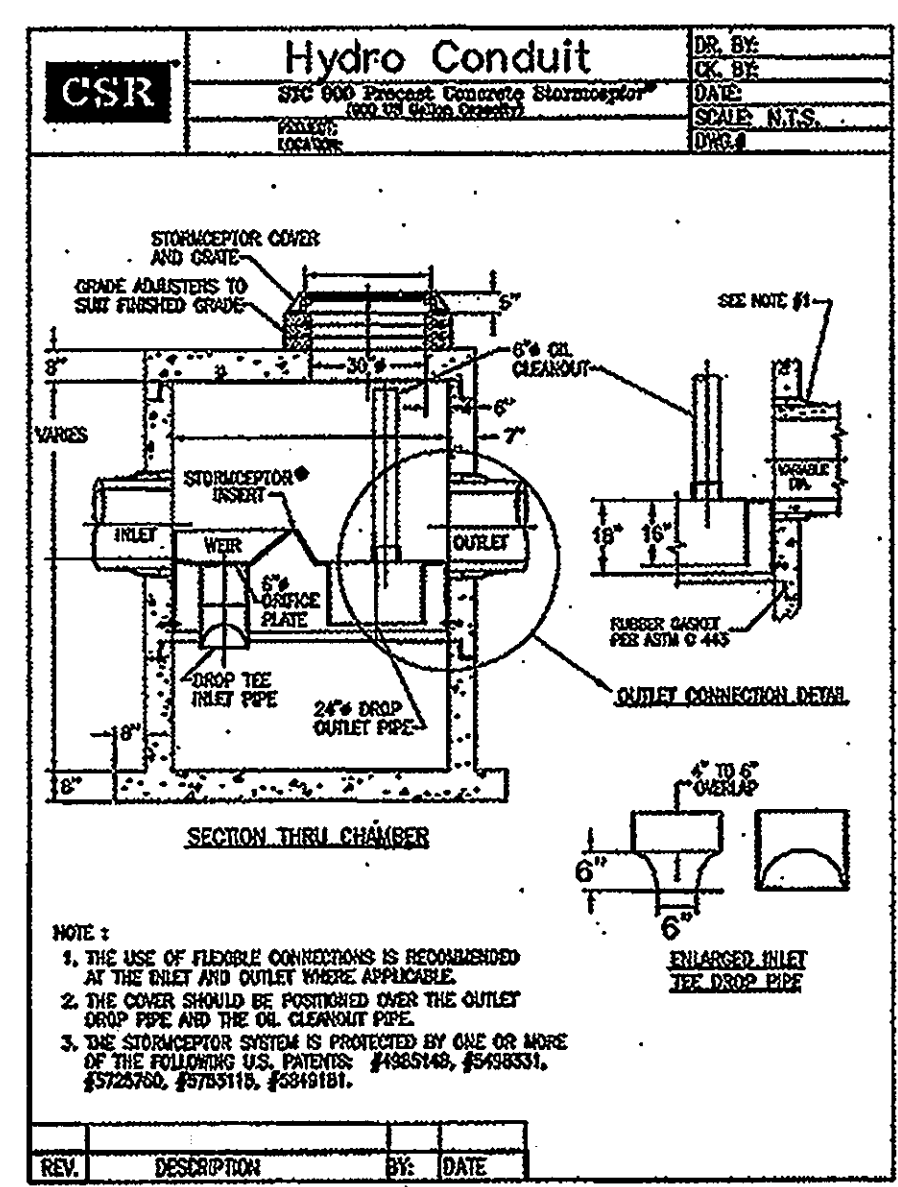 CSR
Hydro Conduit
STC 900 Precast Concrete Stormceptor®
(900 US Gallon Capacity)
PROJECT:
LOCATION:
DR. BY:
CK. BY:
DATE:
SCALE: N.T.S.
DWG.#
STORMCEPTOR COVER
AND GRATE
GRADE ADJUSTERS TO
SUIT FINISHED GRADE
6"
SEE NOTE #1
8"
30"ø
6"ø OIL
CLEANOUT
6"
7"
VARIES
STORMCEPTOR
INSERT
VARIABLE
DIA.
INLET
WEIR
OUTLET
18"
16"
6"ø
ORIFICE
PLATE
RUBBER GASKET
PER ASTM C 443
DROP TEE
INLET PIPE
24"ø DROP
OUTLET PIPE
OUTLET CONNECTION DETAIL
8"
8"
SECTION THRU CHAMBER
4" TO 6"
OVERLAP
6"
6"
ENLARGED INLET
TEE DROP PIPE
NOTE :
1. THE USE OF FLEXIBLE CONNECTIONS IS RECOMMENDED
AT THE INLET AND OUTLET WHERE APPLICABLE.
2. THE COVER SHOULD BE POSITIONED OVER THE OUTLET
DROP PIPE AND THE OIL CLEANOUT PIPE.
3. THE STORMCEPTOR SYSTEM IS PROTECTED BY ONE OR MORE
OF THE FOLLOWING U.S. PATENTS: #4985148, #5498331,
#5725760, #5753115, #5849181.
REV.
DESCRIPTION
BY:
DATE